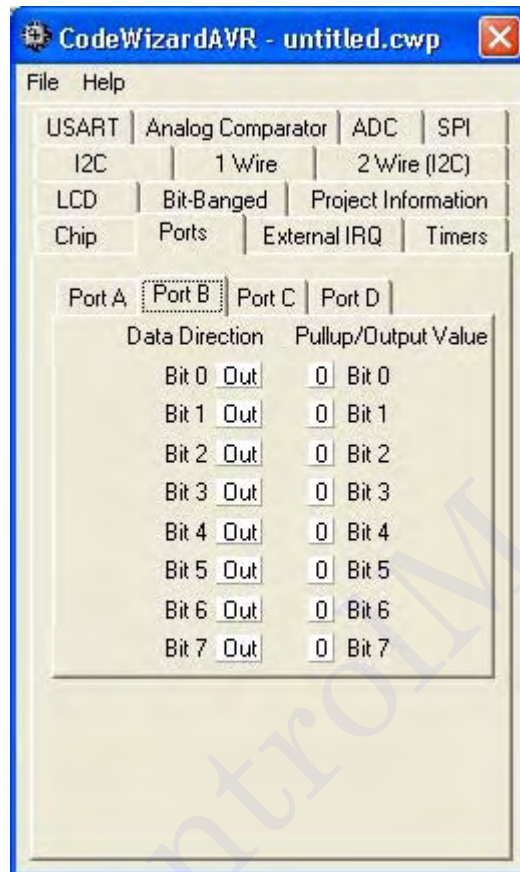 CodeWizardAVR - untitled.cwp
File Help
USART Analog Comparator ADC SPI
I2C 1 Wire 2 Wire (I2C)
LCD Bit-Banged Project Information
Chip Ports External IRQ Timers
Port A Port B Port C Port D
Data Direction Pullup/Output Value
Bit 0 Out 0 Bit 0
Bit 1 Out 0 Bit 1
Bit 2 Out 0 Bit 2
Bit 3 Out 0 Bit 3
Bit 4 Out 0 Bit 4
Bit 5 Out 0 Bit 5
Bit 6 Out 0 Bit 6
Bit 7 Out 0 Bit 7